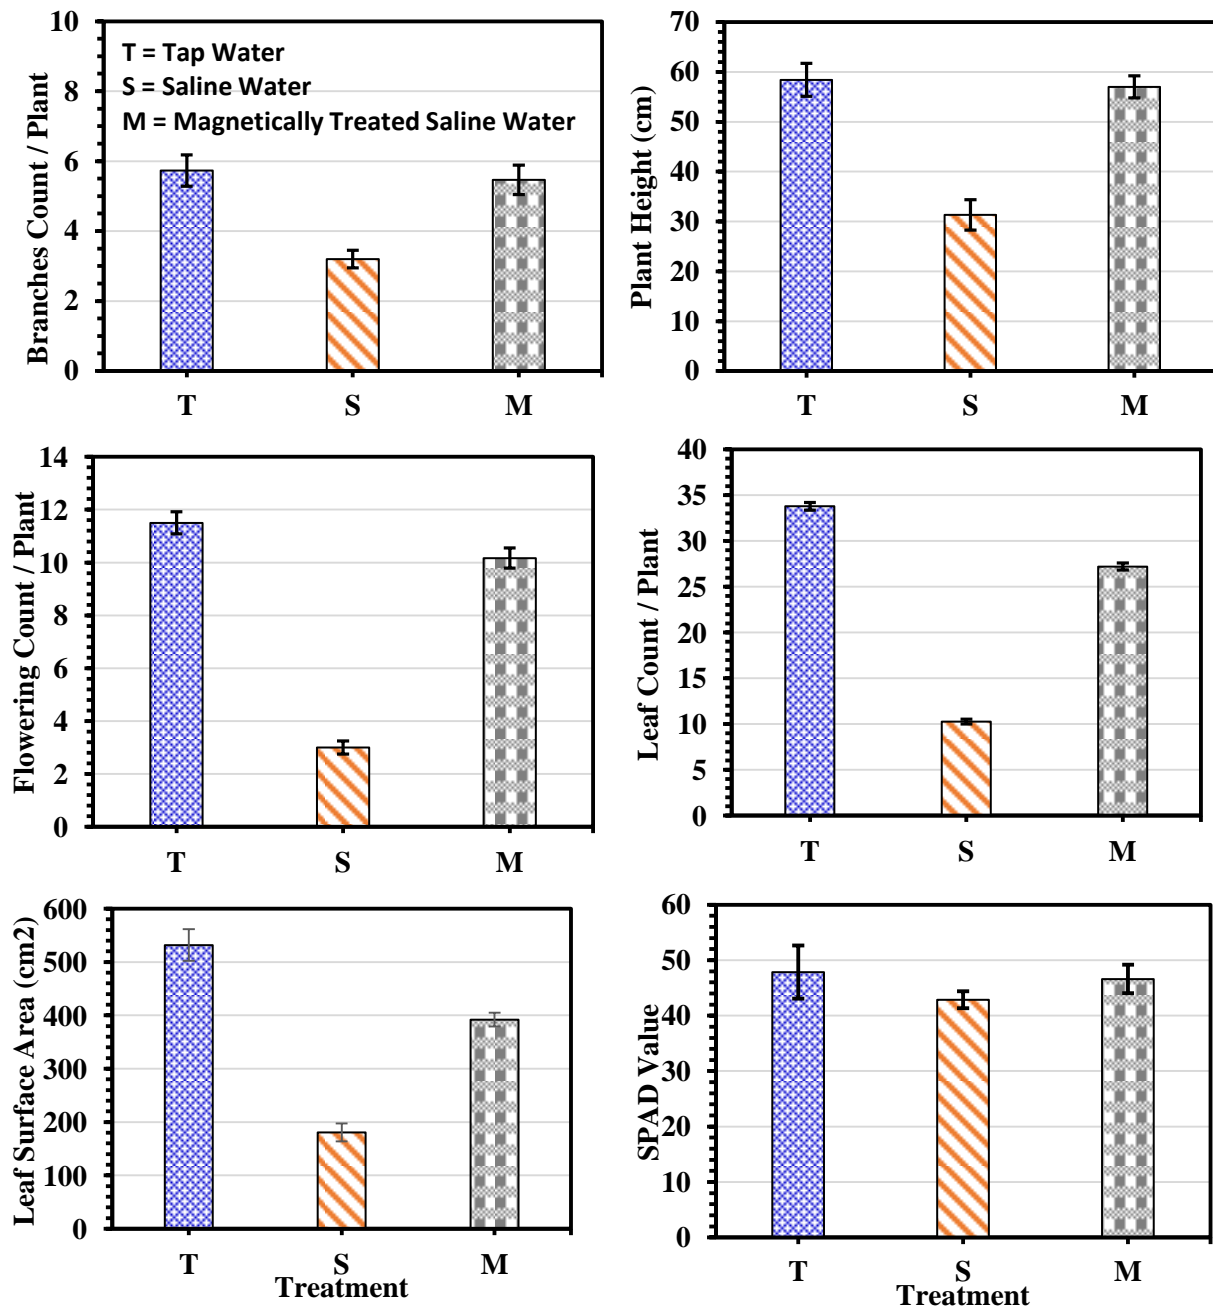 Branches Count / Plant
10
8
6
4
2
0
T = Tap Water
S = Saline Water
M = Magnetically Treated Saline Water
T S M
Plant Height (cm)
70
60
50
40
30
20
10
0
T S M
Flowering Count / Plant
14
12
10
8
6
4
2
0
T S M
Leaf Count / Plant
40
35
30
25
20
15
10
5
0
T S M
Leaf Surface Area (cm2)
600
500
400
300
200
100
0
T S M
Treatment
SPAD Value
60
50
40
30
20
10
0
T S M
Treatment